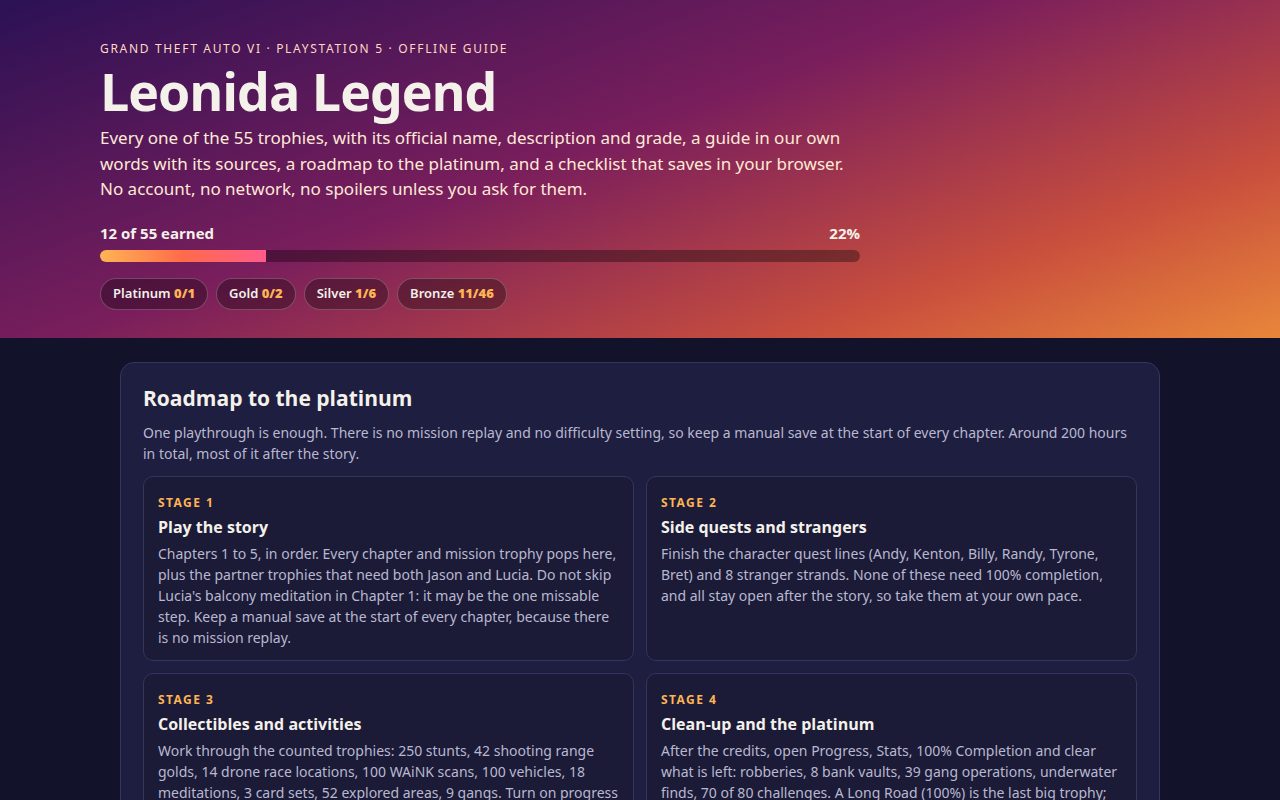 GRAND THEFT AUTO VI · PLAYSTATION 5 · OFFLINE GUIDE
Leonida Legend
Every one of the 55 trophies, with its official name, description and grade, a guide in our own
words with its sources, a roadmap to the platinum, and a checklist that saves in your browser.
No account, no network, no spoilers unless you ask for them.
12 of 55 earned 22%
Platinum 0/1 Gold 0/2 Silver 1/6 Bronze 11/46
Roadmap to the platinum
One playthrough is enough. There is no mission replay and no difficulty setting, so keep a manual save at the start of every chapter. Around 200 hours
in total, most of it after the story.
STAGE 1
Play the story
Chapters 1 to 5, in order. Every chapter and mission trophy pops here,
plus the partner trophies that need both Jason and Lucia. Do not skip
Lucia's balcony meditation in Chapter 1: it may be the one missable
step. Keep a manual save at the start of every chapter, because there
is no mission replay.
STAGE 2
Side quests and strangers
Finish the character quest lines (Andy, Kenton, Billy, Randy, Tyrone,
Bret) and 8 stranger strands. None of these need 100% completion,
and all stay open after the story, so take them at your own pace.
STAGE 3
Collectibles and activities
Work through the counted trophies: 250 stunts, 42 shooting range
golds, 14 drone race locations, 100 WAiNK scans, 100 vehicles, 18
meditations, 3 card sets, 52 explored areas, 9 gangs. Turn on progress
STAGE 4
Clean-up and the platinum
After the credits, open Progress, Stats, 100% Completion and clear
what is left: robberies, 8 bank vaults, 39 gang operations, underwater
finds, 70 of 80 challenges. A Long Road (100%) is the last big trophy;